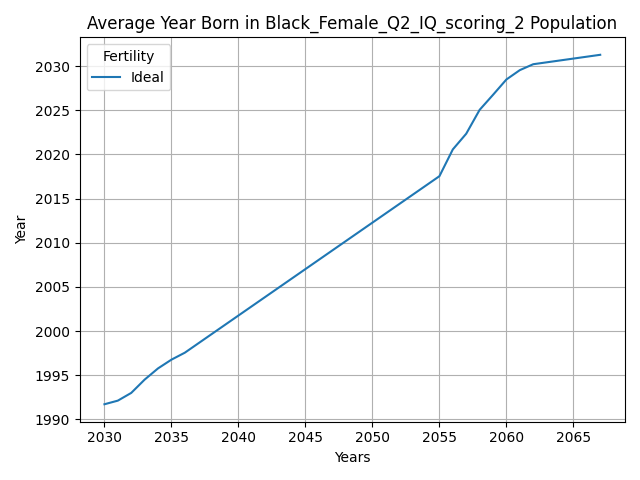 Average Year Born in Black_Female_Q2_IQ_scoring_2 Population
Fertility
Ideal
2030
2025
2020
2015
2010
2005
2000
1995
1990
Year
2030 2035 2040 2045 2050 2055 2060 2065
Years